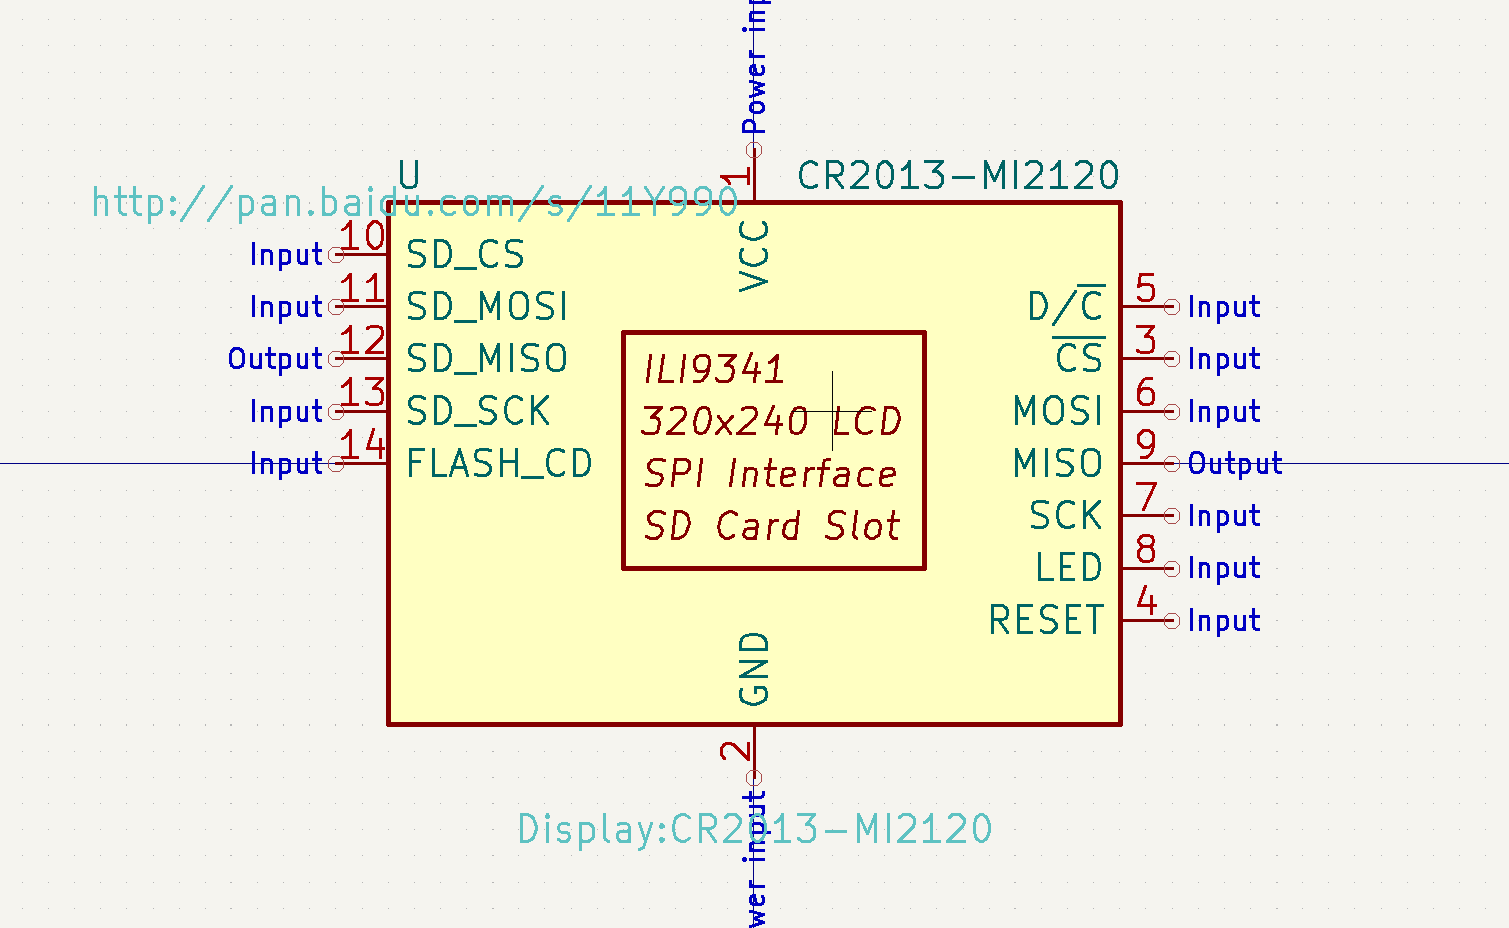 Power inp
U
CR2013-MI2120
http://pan.baidu.com/s/11Y990
1
VCC
Input 10 SD_CS
Input 11 SD_MOSI
Output 12 SD_MISO
Input 13 SD_SCK
Input 14 FLASH_CD
D/C 5 Input
CS 3 Input
MOSI 6 Input
MISO 9 Output
SCK 7 Input
LED 8 Input
RESET 4 Input
ILI9341
320x240 LCD
SPI Interface
SD Card Slot
GND
2
wer input
Display:CR2013-MI2120